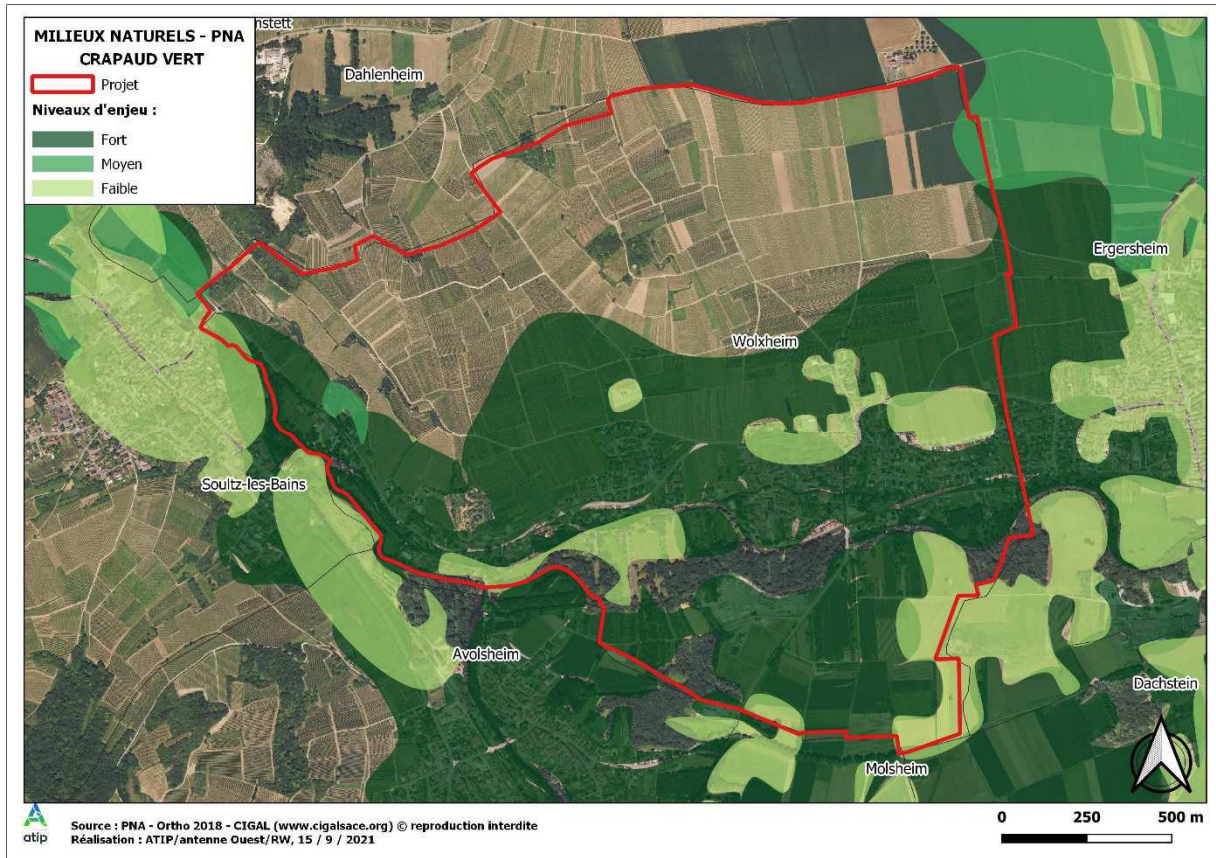 MILIEUX NATURELS - PNA
CRAPAUD VERT
Projet
Niveaux d'enjeu :
Fort
Moyen
Faible
nstett
Dahlenheim
Ergersheim
Wolxheim
Soultz-les-Bains
Avolsheim
Dachstein
Molsheim
atip
Source : PNA - Ortho 2018 - CIGAL (www.cigalsace.org) © reproduction interdite
Réalisation : ATIP/antenne Ouest/RW, 15 / 9 / 2021
0 250 500 m